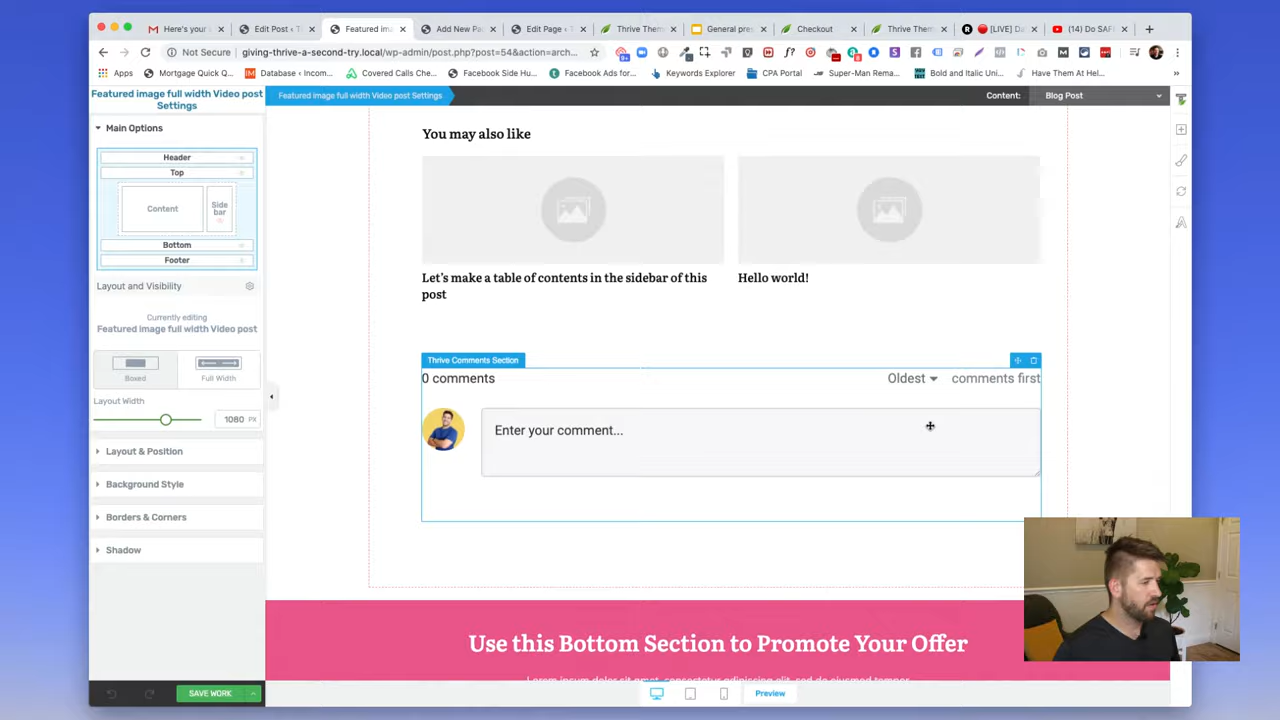 Here's your
Edit Post ‹ T
Featured im
Add New Pa
Edit Page ‹ T
Thrive Them
General pres
Checkout
Thrive Them
[LIVE] Da
(14) Do SAF
Not Secure
giving-thrive-a-second-try.local/wp-admin/post.php?post=54&action=arch...
Apps
Mortgage Quick Q...
Database ‹ Incom...
Covered Calls Che...
Facebook Side Hu...
Facebook Ads for...
Keywords Explorer
CPA Portal
Super-Man Rema...
Bold and Italic Uni...
Have Them At Hel...
»
Featured image full width Video post
Settings
Featured image full width Video post Settings
Content:
Blog Post
Main Options
Header
Top
Content
Side
bar
Bottom
Footer
Layout and Visibility
Currently editing
Featured image full width Video post
Boxed
Full Width
Layout Width
1080 PX
Layout & Position
Background Style
Borders & Corners
Shadow
SAVE WORK
You may also like
Let's make a table of contents in the sidebar of this
post
Hello world!
Thrive Comments Section
0 comments
Oldest
comments first
Enter your comment...
Use this Bottom Section to Promote Your Offer
Preview